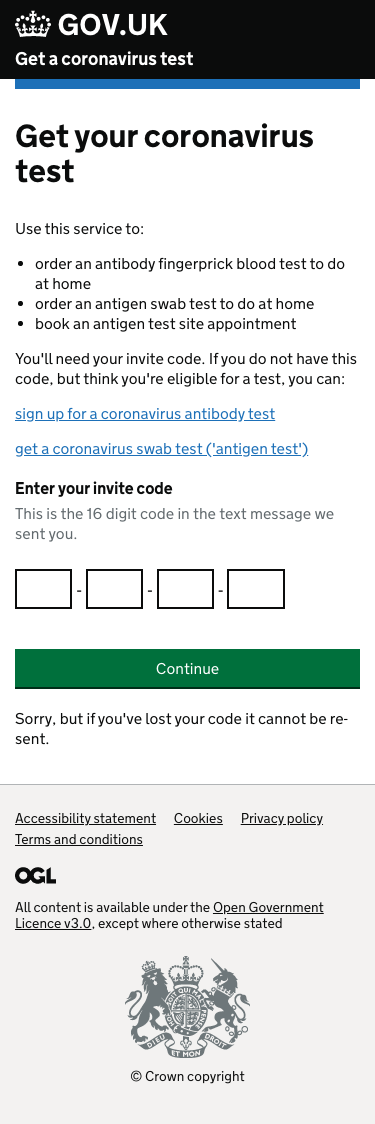 GOV.UK
Get a coronavirus test
Get your coronavirus
test
Use this service to:
• order an antibody fingerprick blood test to do
at home
• order an antigen swab test to do at home
• book an antigen test site appointment
You'll need your invite code. If you do not have this
code, but think you're eligible for a test, you can:
sign up for a coronavirus antibody test
get a coronavirus swab test ('antigen test')
Enter your invite code
This is the 16 digit code in the text message we
sent you.
- - -
Continue
Sorry, but if you've lost your code it cannot be re-
sent.
Accessibility statement Cookies Privacy policy
Terms and conditions
OGL
All content is available under the Open Government
Licence v3.0, except where otherwise stated
DIEU ET MON DROIT
© Crown copyright